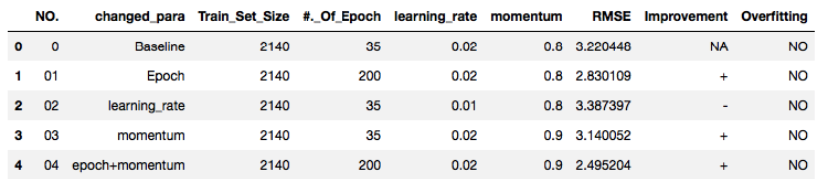 NO. changed_para Train_Set_Size #._Of_Epoch learning_rate momentum RMSE Improvement Overfitting
0 0 Baseline 2140 35 0.02 0.8 3.220448 NA NO
1 01 Epoch 2140 200 0.02 0.8 2.830109 + NO
2 02 learning_rate 2140 35 0.01 0.8 3.387397 - NO
3 03 momentum 2140 35 0.02 0.9 3.140052 + NO
4 04 epoch+momentum 2140 200 0.02 0.9 2.495204 + NO